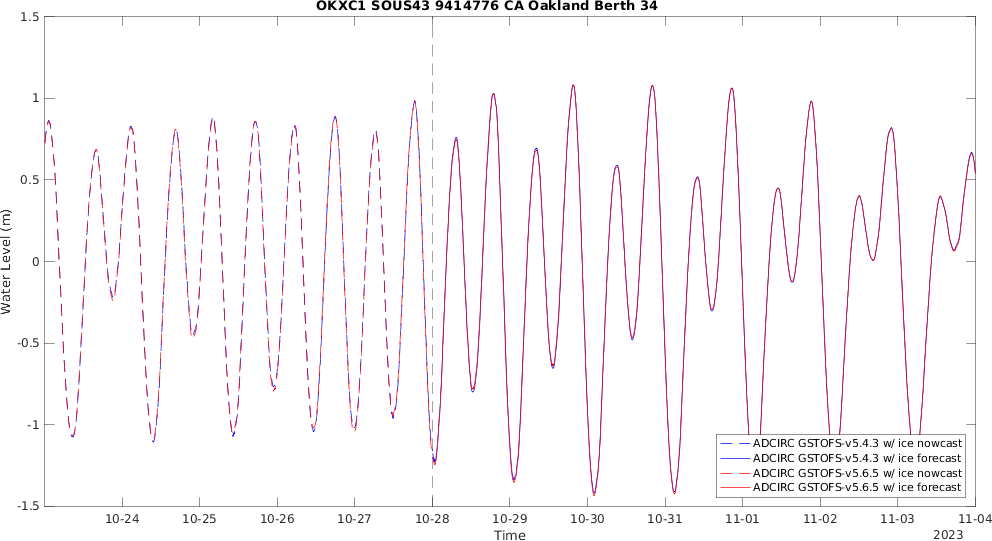 OKXC1 SOUS43 9414776 CA Oakland Berth 34
1.5
1
0.5
0
-0.5
-1
-1.5
Water Level (m)
10-24 10-25 10-26 10-27 10-28 10-29 10-30 10-31 11-01 11-02 11-03 11-04
Time
2023
ADCIRC GSTOFS-v5.4.3 w/ ice nowcast
ADCIRC GSTOFS-v5.4.3 w/ ice forecast
ADCIRC GSTOFS-v5.6.5 w/ ice nowcast
ADCIRC GSTOFS-v5.6.5 w/ ice forecast